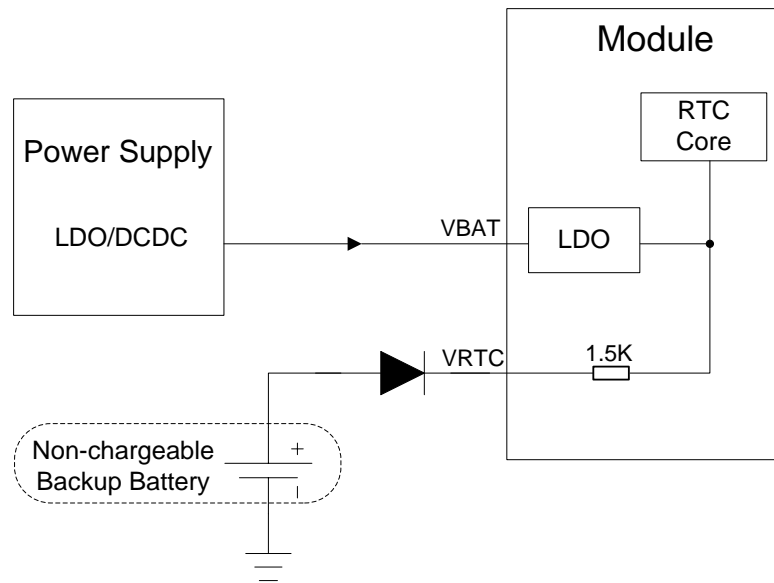 Module
RTC
Core
Power Supply
LDO/DCDC
VBAT
LDO
VRTC
1.5K
Non-chargeable
Backup Battery
+